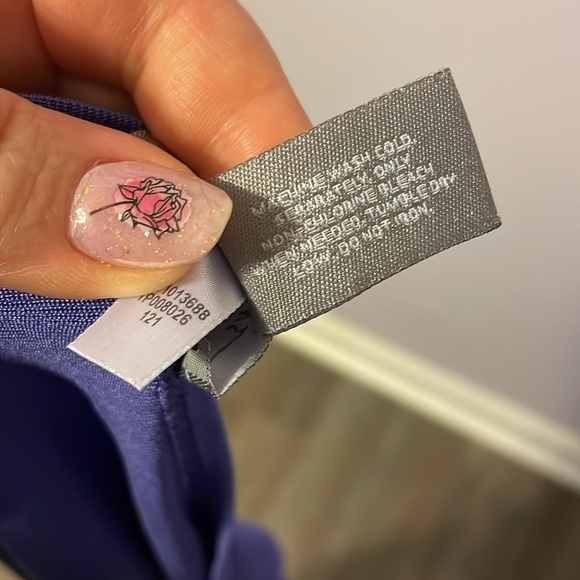 MACHINE WASH COLD.
SEPARATELY. ONLY
NON-CHLORINE BLEACH
WHEN NEEDED. TUMBLE DRY
LOW. DO NOT IRON.
013688
P008026
121